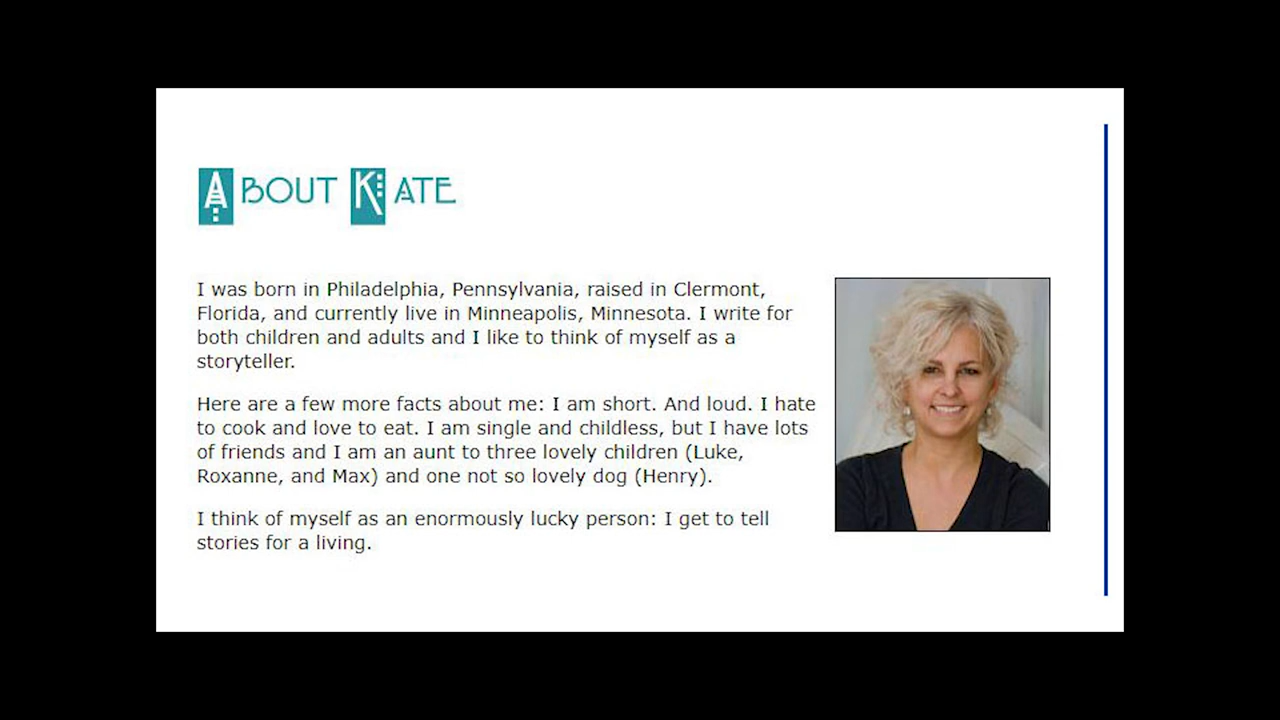 About Kate
I was born in Philadelphia, Pennsylvania, raised in Clermont,
Florida, and currently live in Minneapolis, Minnesota. I write for
both children and adults and I like to think of myself as a
storyteller.
Here are a few more facts about me: I am short. And loud. I hate
to cook and love to eat. I am single and childless, but I have lots
of friends and I am an aunt to three lovely children (Luke,
Roxanne, and Max) and one not so lovely dog (Henry).
I think of myself as an enormously lucky person: I get to tell
stories for a living.